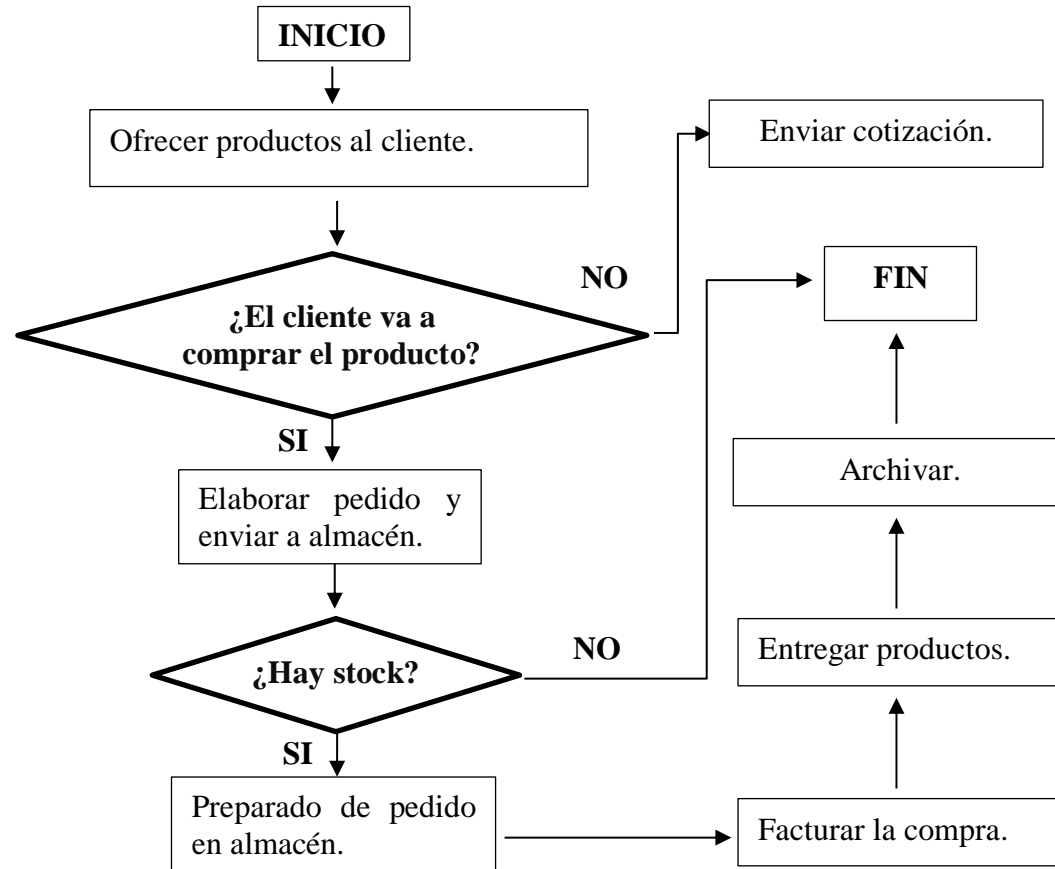 INICIO
Ofrecer productos al cliente.
Enviar cotización.
NO
FIN
¿El cliente va a
comprar el producto?
SI
Archivar.
Elaborar pedido y
enviar a almacén.
NO
Entregar productos.
¿Hay stock?
SI
Preparado de pedido
en almacén.
Facturar la compra.